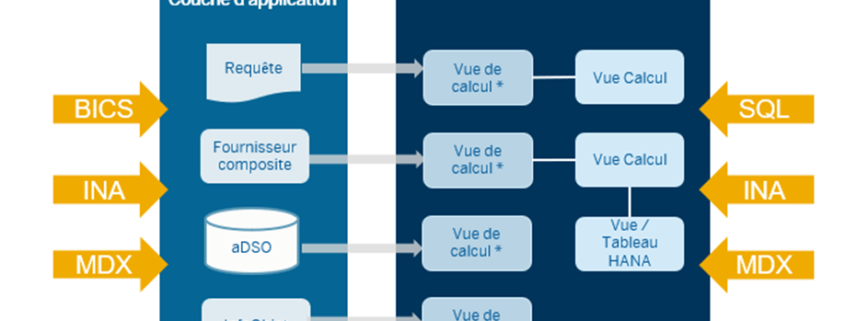 Couche d'application
Requête
Vue de
calcul *
Vue Calcul
BICS
SQL
Fournisseur
composite
Vue de
calcul *
Vue Calcul
INA
INA
aDSO
Vue de
calcul *
Vue /
Tableau
HANA
MDX
MDX
Vue de